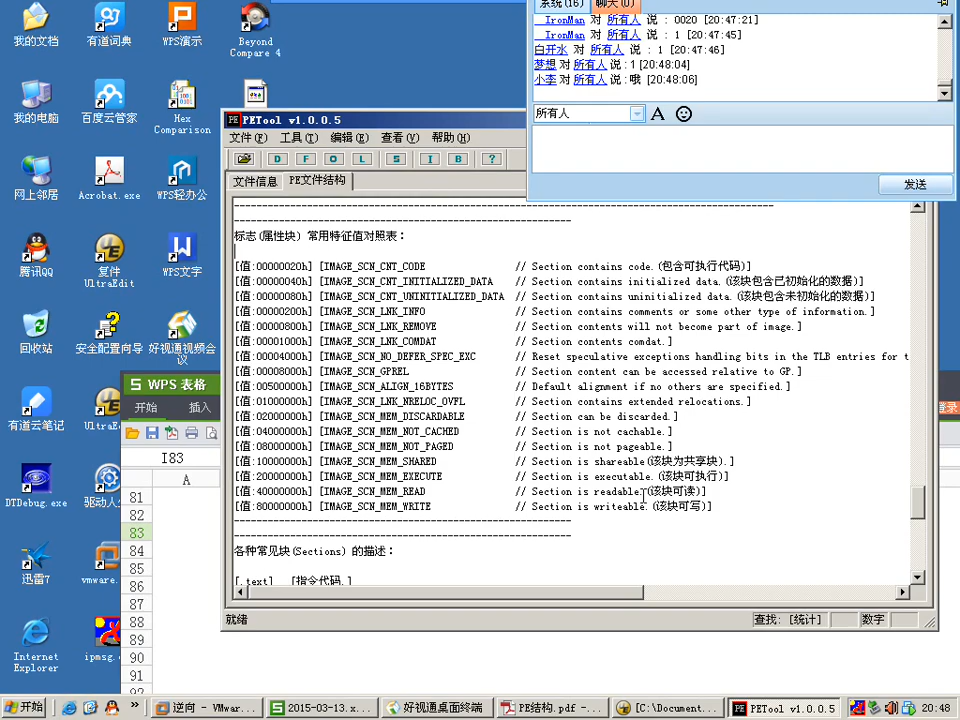 我的文档
有道词典
WPS演示
Beyond
Compare 4
我的电脑
百度云管家
Hex
Comparison
网上邻居
Acrobat.exe
WPS轻办公
腾讯QQ
复件
UltraEdit
WPS文字
回收站
安全配置向导
好视通视频会
议
有道云笔记
UltraE
DTDebug.exe
驱动人
迅雷7
vmware.
Internet
Explorer
ipmsg.
系统(16) 聊天(0)
IronMan 对 所有人 说 : 0020 [20:47:21]
IronMan 对 所有人 说 : 1 [20:47:45]
白开水 对 所有人 说 : 1 [20:47:46]
梦想 对 所有人 说 : 1 [20:48:04]
小李 对 所有人 说 : 哦 [20:48:06]
所有人
A
发送
PETool v1.0.0.5
文件(F) 工具(T) 编辑(E) 查看(V) 帮助(H)
D F O L S I B ?
文件信息 PE文件结构
标志(属性块) 常用特征值对照表:
[值:00000020h] [IMAGE_SCN_CNT_CODE // Section contains code.(包含可执行代码)]
[值:00000040h] [IMAGE_SCN_CNT_INITIALIZED_DATA // Section contains initialized data.(该块包含已初始化的数据)]
[值:00000080h] [IMAGE_SCN_CNT_UNINITIALIZED_DATA // Section contains uninitialized data.(该块包含未初始化的数据)]
[值:00000200h] [IMAGE_SCN_LNK_INFO // Section contains comments or some other type of information.]
[值:00000800h] [IMAGE_SCN_LNK_REMOVE // Section contents will not become part of image.]
[值:00001000h] [IMAGE_SCN_LNK_COMDAT // Section contents comdat.]
[值:00004000h] [IMAGE_SCN_NO_DEFER_SPEC_EXC // Reset speculative exceptions handling bits in the TLB entries for t
[值:00008000h] [IMAGE_SCN_GPREL // Section content can be accessed relative to GP.]
[值:00500000h] [IMAGE_SCN_ALIGN_16BYTES // Default alignment if no others are specified.]
[值:01000000h] [IMAGE_SCN_LNK_NRELOC_OVFL // Section contains extended relocations.]
[值:02000000h] [IMAGE_SCN_MEM_DISCARDABLE // Section can be discarded.]
[值:04000000h] [IMAGE_SCN_MEM_NOT_CACHED // Section is not cachable.]
[值:08000000h] [IMAGE_SCN_MEM_NOT_PAGED // Section is not pageable.]
[值:10000000h] [IMAGE_SCN_MEM_SHARED // Section is shareable(该块为共享块).]
[值:20000000h] [IMAGE_SCN_MEM_EXECUTE // Section is executable.(该块可执行)]
[值:40000000h] [IMAGE_SCN_MEM_READ // Section is readable.(该块可读)]
[值:80000000h] [IMAGE_SCN_MEM_WRITE // Section is writeable.(该块可写)]
各种常见块(Sections) 的描述:
[.text] [指令代码.]
就绪
查找: [统计] 数字
S WPS 表格
开始 插入
登录
I83
A
81
82
83
84
85
86
87
88
89
90
91
92
开始
逆向 - VMwar...
2015-03-13.x...
好视通桌面终端
PE结构.pdf -...
[C:\Document...
PETool v1.0.0.5
20:48